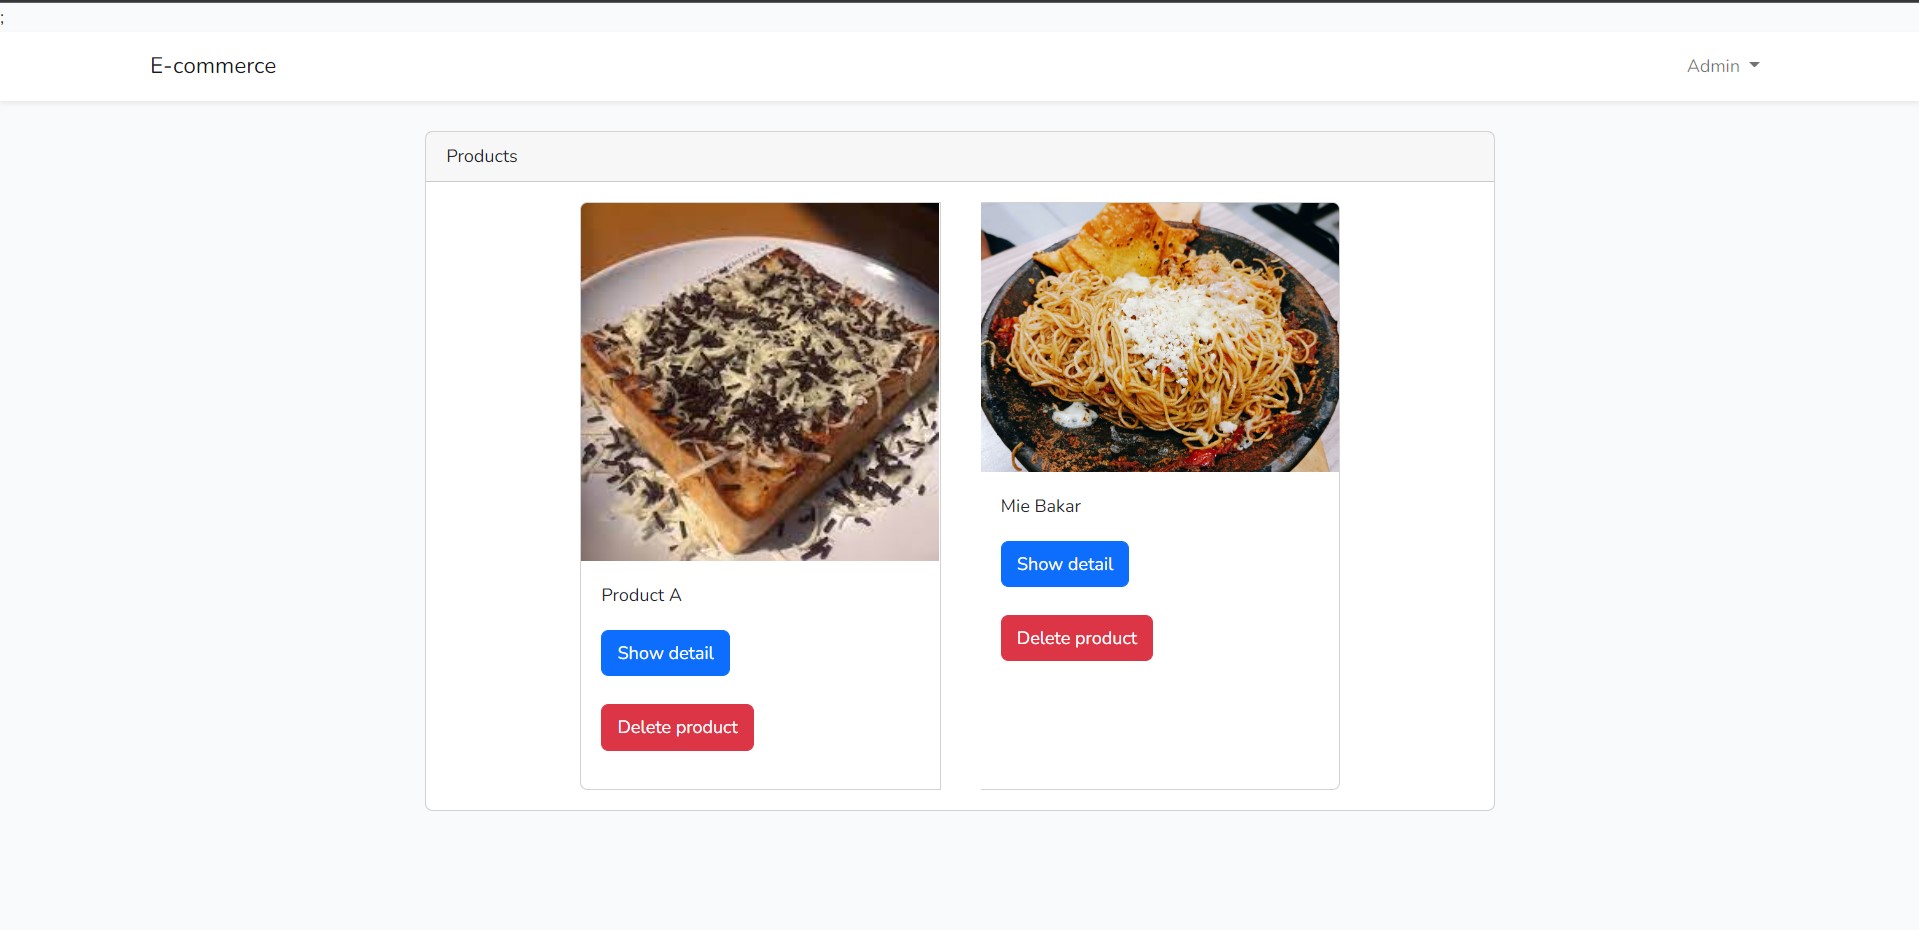 ;
E-commerce
Admin
Products
Product A
Show detail
Delete product
Mie Bakar
Show detail
Delete product